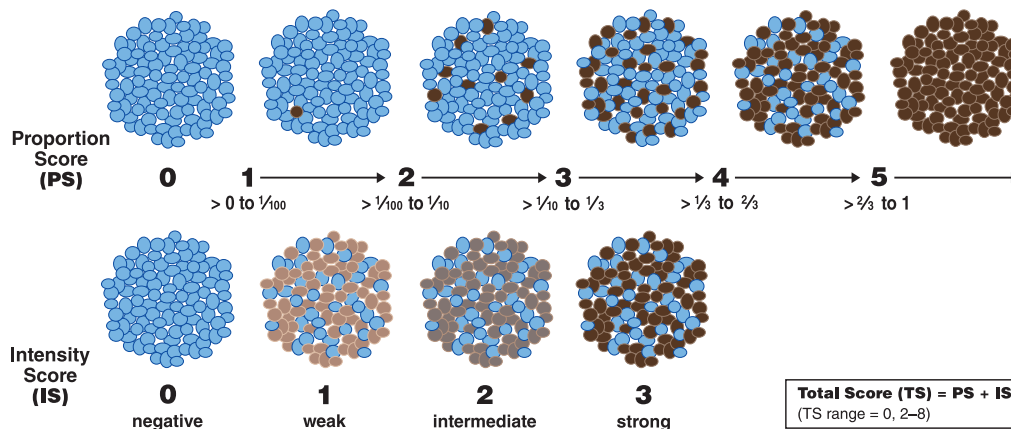 Proportion
Score
(PS)
0 1 2 3 4 5
> 0 to 1/100 > 1/100 to 1/10 > 1/10 to 1/3 > 1/3 to 2/3 > 2/3 to 1
Intensity
Score
(IS)
0 1 2 3
negative weak intermediate strong
Total Score (TS) = PS + IS
(TS range = 0, 2–8)